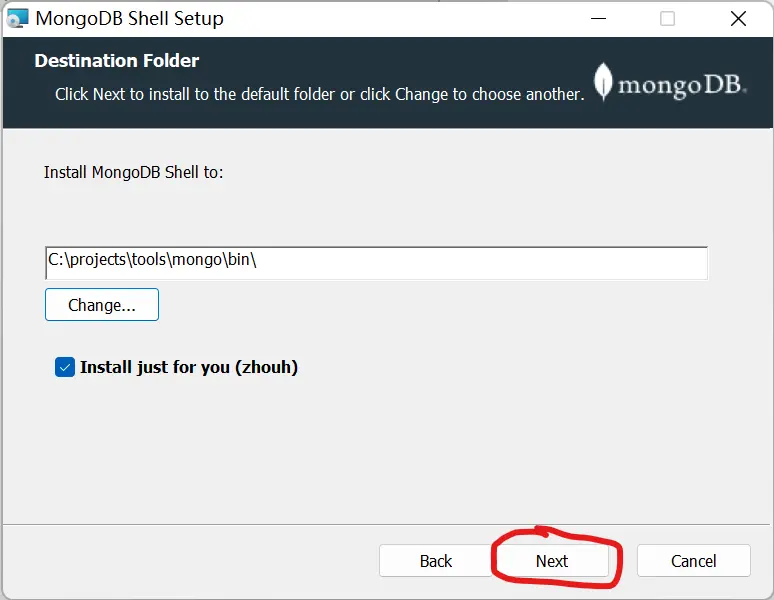 MongoDB Shell Setup
Destination Folder
Click Next to install to the default folder or click Change to choose another.
mongoDB.
Install MongoDB Shell to:
C:\projects\tools\mongo\bin\
Change...
Install just for you (zhouh)
Back
Next
Cancel